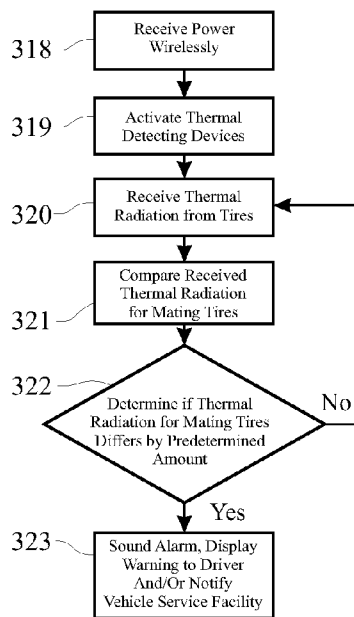 318
Receive Power
Wirelessly
319
Activate Thermal
Detecting Devices
320
Receive Thermal
Radiation from Tires
321
Compare Received
Thermal Radiation
for Mating Tires
322
Determine if Thermal
Radiation for Mating Tires
Differs by Predetermined
Amount
No
Yes
323
Sound Alarm, Display
Warning to Driver
And/Or Notify
Vehicle Service Facility